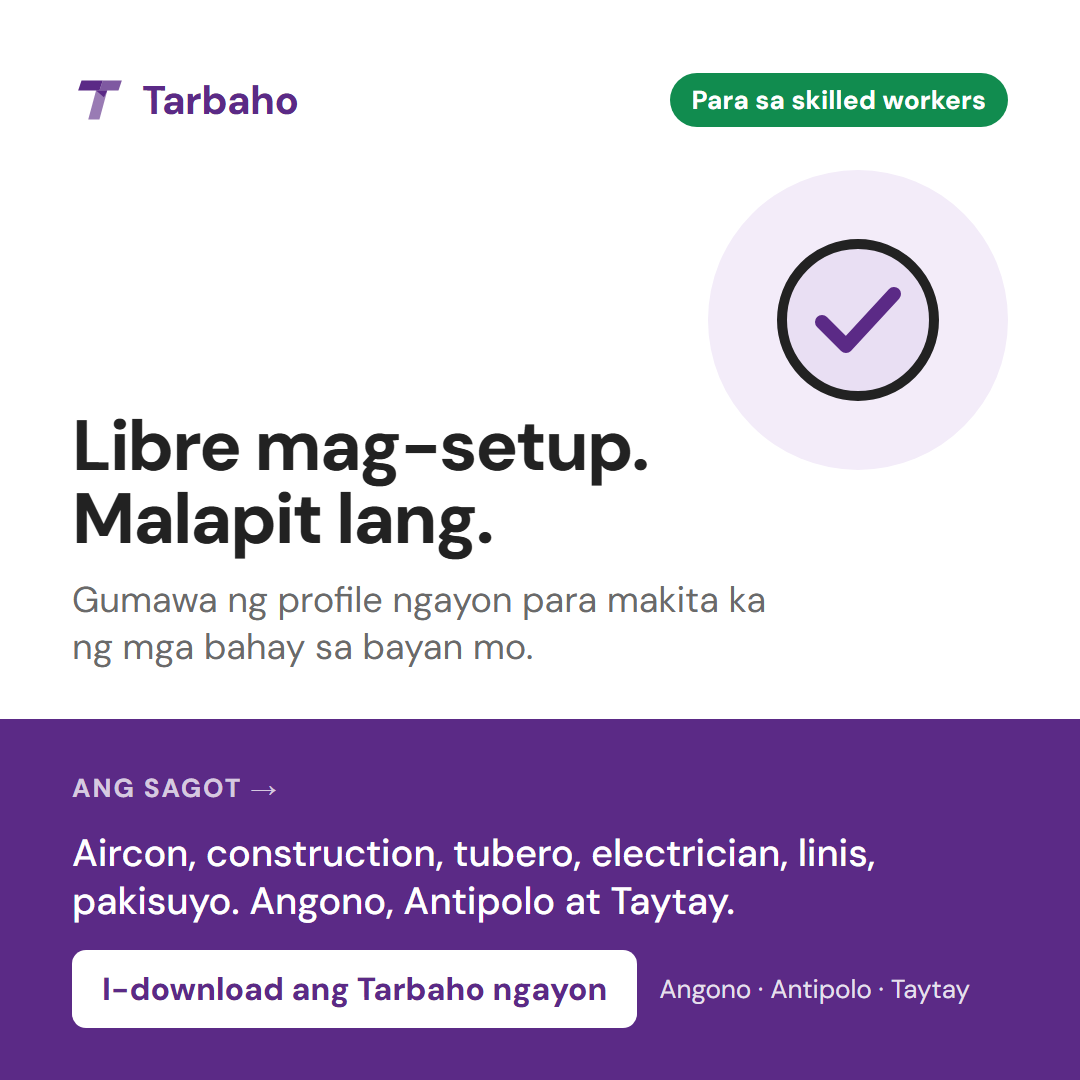 Tarbaho
Para sa skilled workers
Libre mag-setup.
Malapit lang.
Gumawa ng profile ngayon para makita ka
ng mga bahay sa bayan mo.
ANG SAGOT →
Aircon, construction, tubero, electrician, linis,
pakisuyo. Angono, Antipolo at Taytay.
I-download ang Tarbaho ngayon
Angono · Antipolo · Taytay